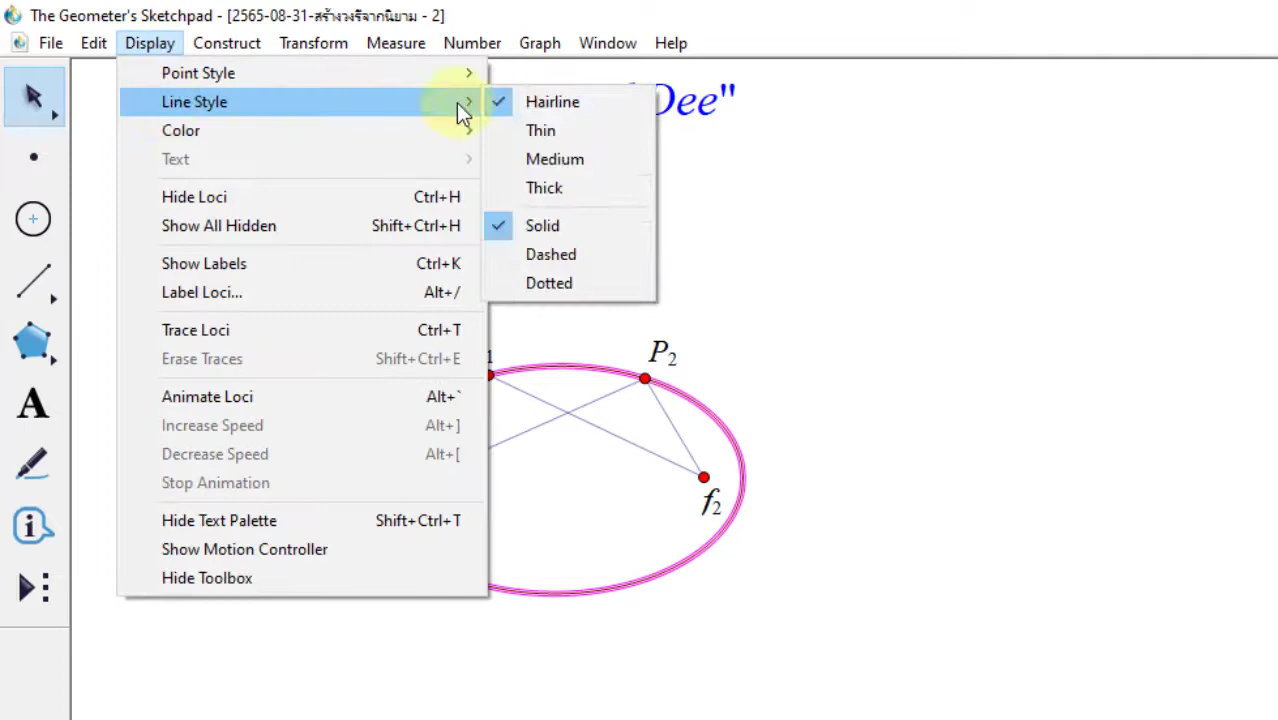 The Geometer's Sketchpad - [2565-08-31-สร้างวงรีจากนิยาม - 2]
File Edit Display Construct Transform Measure Number Graph Window Help
Dee"
Point Style
Line Style
Color
Text
Hide Loci Ctrl+H
Show All Hidden Shift+Ctrl+H
Show Labels Ctrl+K
Label Loci... Alt+/
Trace Loci Ctrl+T
Erase Traces Shift+Ctrl+E
Animate Loci Alt+`
Increase Speed Alt+]
Decrease Speed Alt+[
Stop Animation
Hide Text Palette Shift+Ctrl+T
Show Motion Controller
Hide Toolbox
Hairline
Thin
Medium
Thick
Solid
Dashed
Dotted
A
1
P2
f2